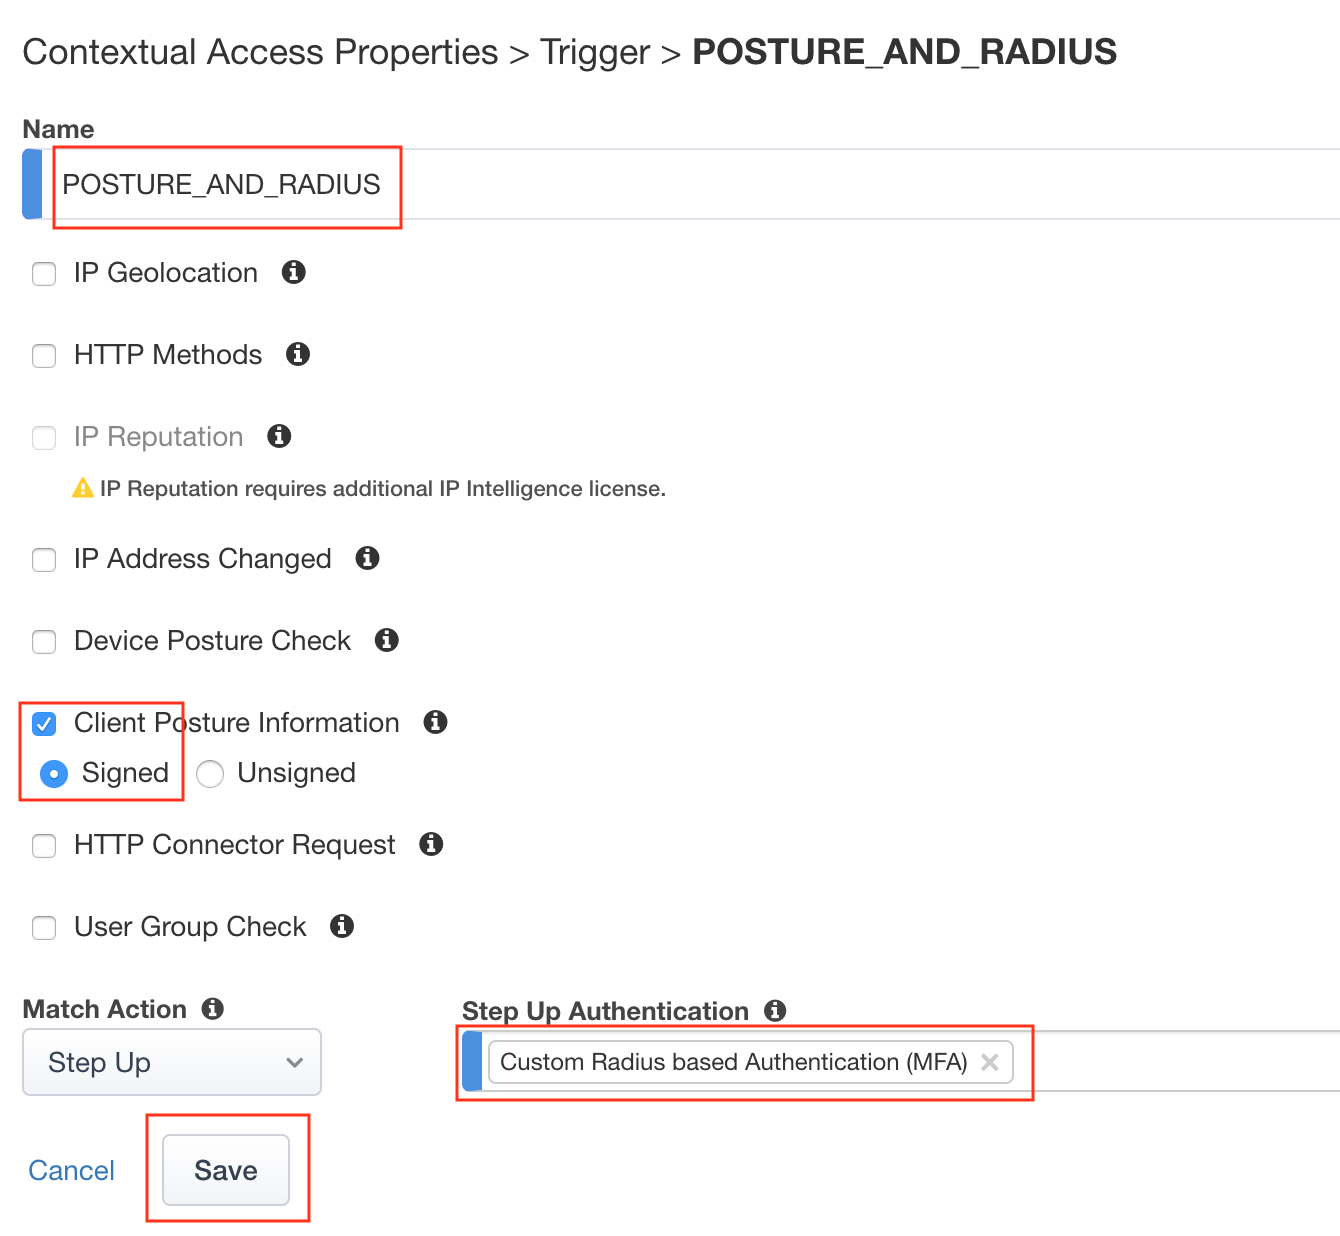 Contextual Access Properties > Trigger > POSTURE_AND_RADIUS
Name
POSTURE_AND_RADIUS
IP Geolocation
HTTP Methods
IP Reputation
IP Reputation requires additional IP Intelligence license.
IP Address Changed
Device Posture Check
Client Posture Information
Signed Unsigned
HTTP Connector Request
User Group Check
Match Action Step Up Authentication
Step Up Custom Radius based Authentication (MFA)
Cancel Save